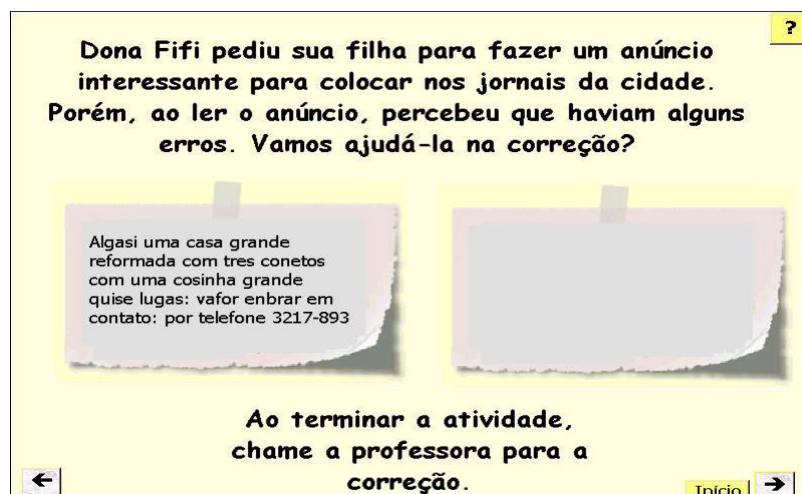 ?
Dona Fifi pediu sua filha para fazer um anúncio
interessante para colocar nos jornais da cidade.
Porém, ao ler o anúncio, percebeu que haviam alguns
erros. Vamos ajudá-la na correção?
Algasi uma casa grande
reformada com tres conetos
com uma cosinha grande
quise lugas: vafor enbrar em
contato: por telefone 3217-893
Ao terminar a atividade,
chame a professora para a
correção.
Início